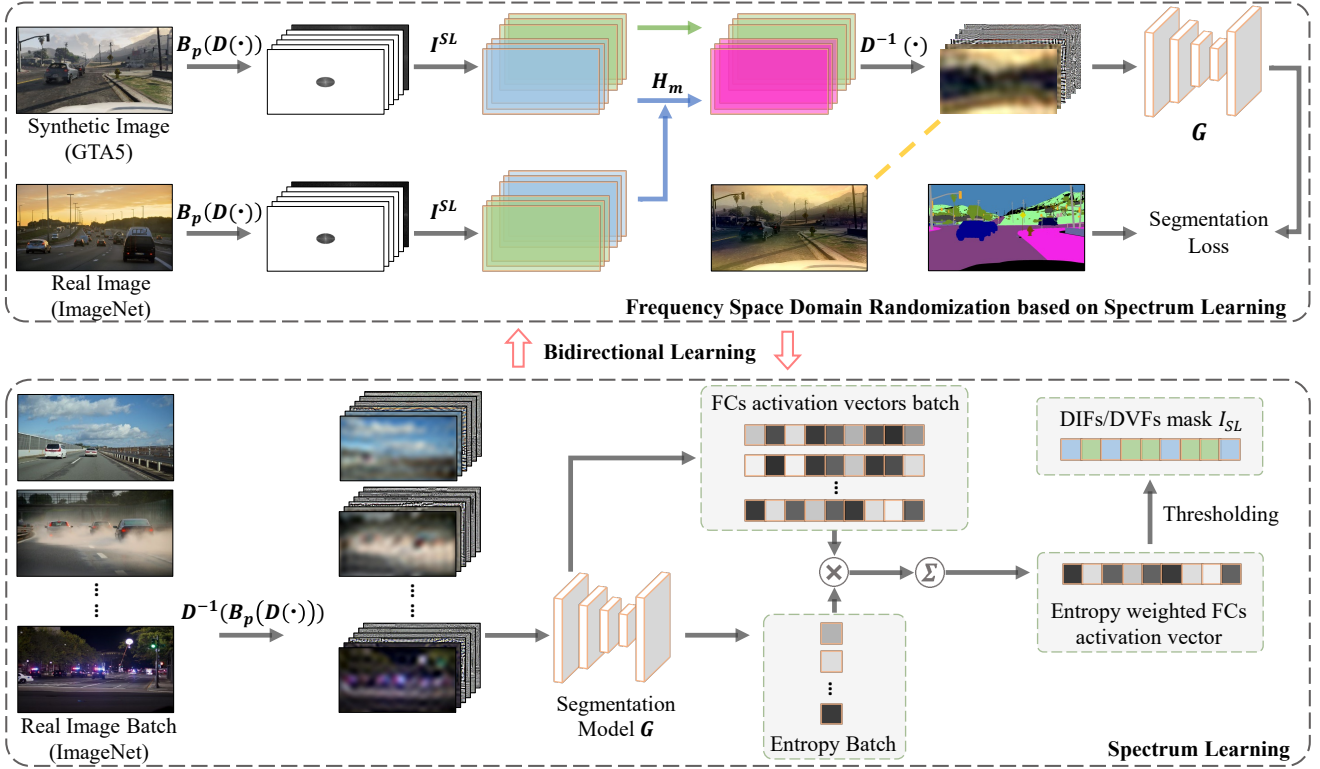 B_p(D(·))
I^{SL}
H_m
D^{-1}(·)
G
Synthetic Image
(GTA5)
B_p(D(·))
I^{SL}
Segmentation
Loss
Real Image
(ImageNet)
Frequency Space Domain Randomization based on Spectrum Learning
Bidirectional Learning
FCs activation vectors batch
DIFs/DVFs mask I_{SL}
Thresholding
D^{-1}(B_p(D(·)))
×
Σ
Entropy weighted FCs
activation vector
Segmentation
Model G
Entropy Batch
Real Image Batch
(ImageNet)
Spectrum Learning